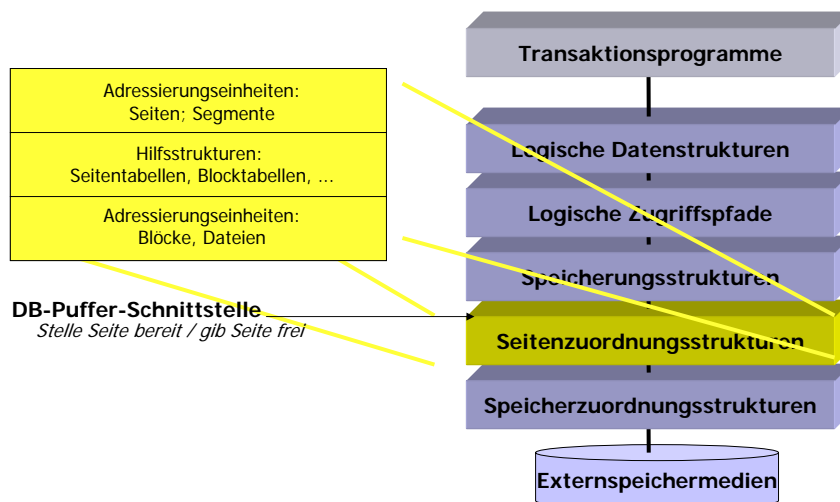 Transaktionsprogramme
Adressierungseinheiten:
Seiten; Segmente
Hilfsstrukturen:
Seitentabellen, Blocktabellen, ...
Adressierungseinheiten:
Blöcke, Dateien
Logische Datenstrukturen
Logische Zugriffspfade
Speicherungsstrukturen
DB-Puffer-Schnittstelle
Stelle Seite bereit / gib Seite frei
Seitenzuordnungsstrukturen
Speicherzuordnungsstrukturen
Externspeichermedien